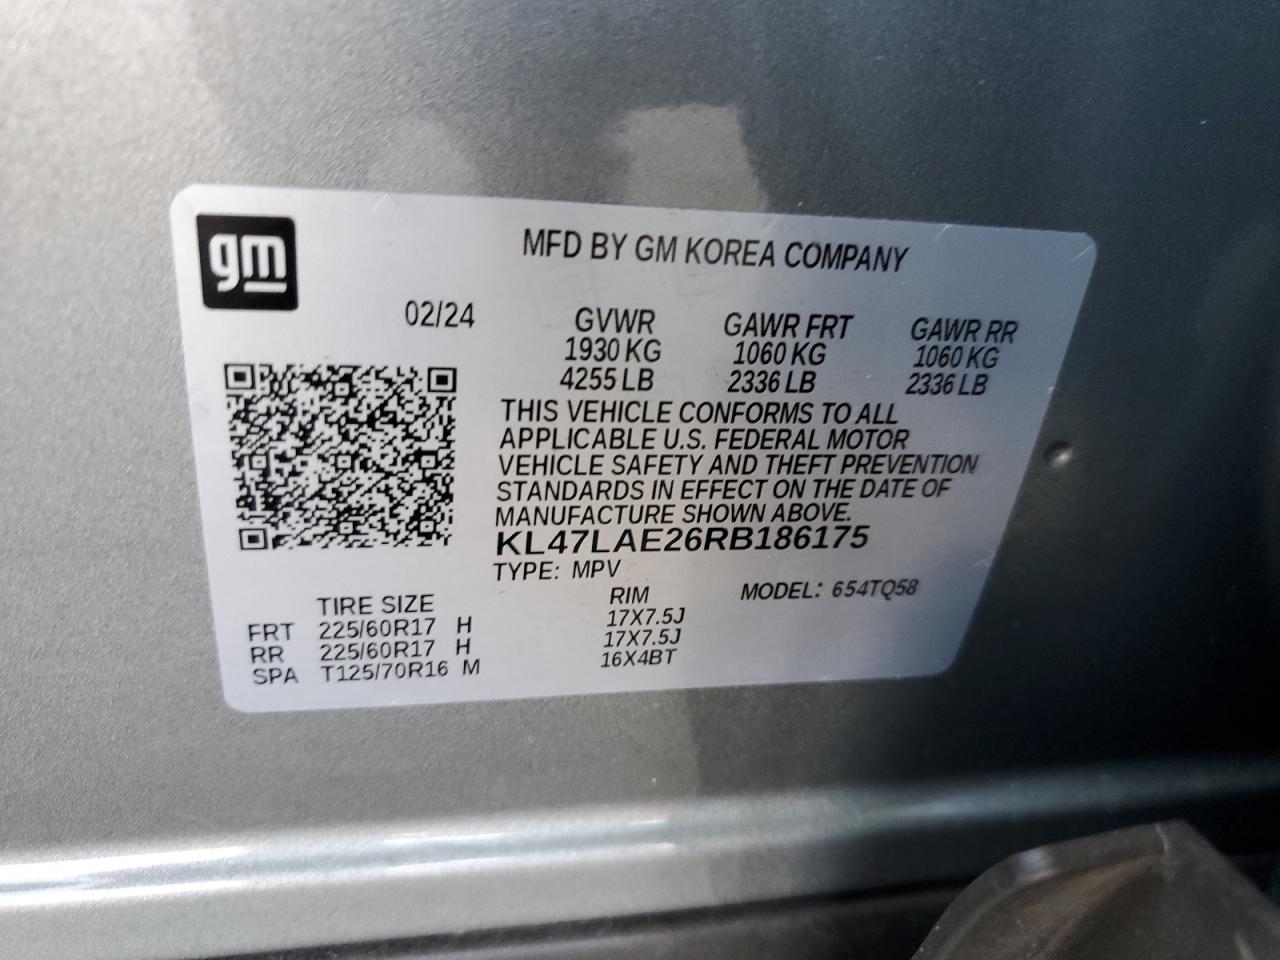 gm
MFD BY GM KOREA COMPANY
02/24 GVWR GAWR FRT GAWR RR
1930 KG 1060 KG 1060 KG
4255 LB 2336 LB 2336 LB
THIS VEHICLE CONFORMS TO ALL
APPLICABLE U.S. FEDERAL MOTOR
VEHICLE SAFETY AND THEFT PREVENTION
STANDARDS IN EFFECT ON THE DATE OF
MANUFACTURE SHOWN ABOVE.
KL47LAE26RB186175
TYPE: MPV
TIRE SIZE RIM MODEL: 654TQ58
FRT 225/60R17 H 17X7.5J
RR 225/60R17 H 17X7.5J
SPA T125/70R16 M 16X4BT